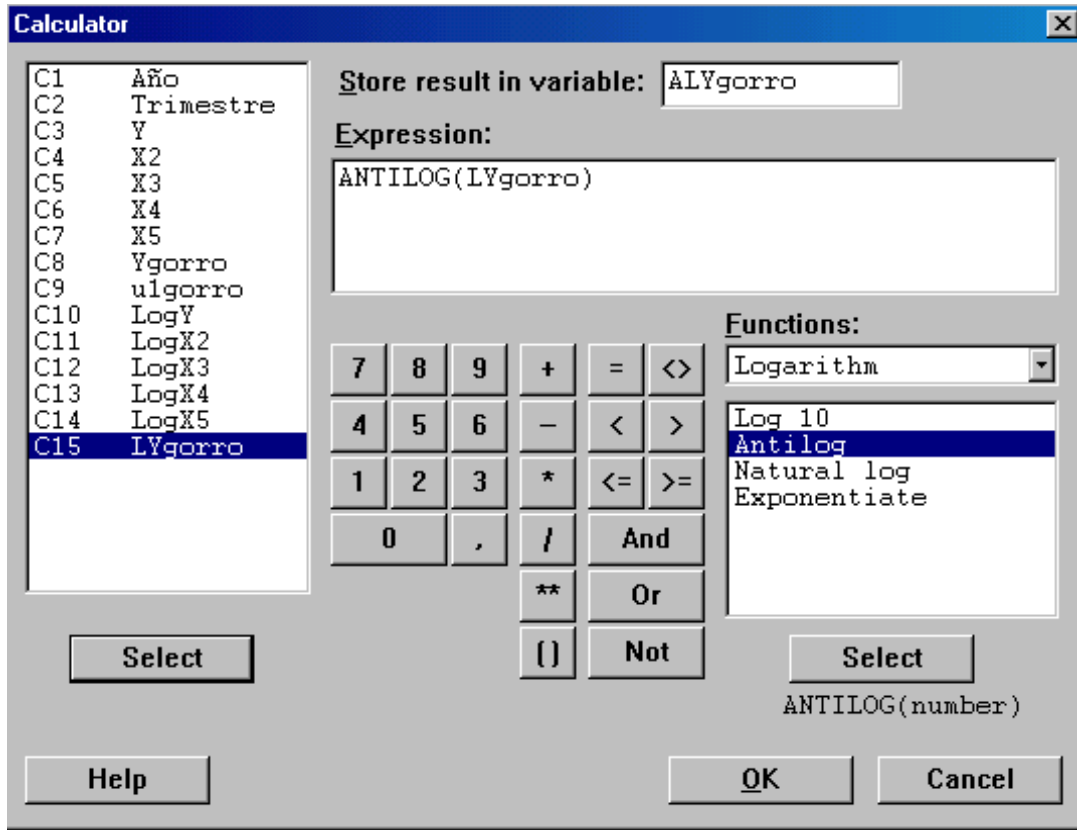 Calculator
C1 Año
C2 Trimestre
C3 Y
C4 X2
C5 X3
C6 X4
C7 X5
C8 Ygorro
C9 u1gorro
C10 LogY
C11 LogX2
C12 LogX3
C13 LogX4
C14 LogX5
C15 LYgorro
Select
Help
Store result in variable: ALYgorro
Expression:
ANTILOG(LYgorro)
7 8 9 + = <>
4 5 6 - < >
1 2 3 * <= >=
0 , / And
** Or
() Not
Functions:
Logarithm
Log 10
Antilog
Natural log
Exponentiate
Select
ANTILOG(number)
OK Cancel